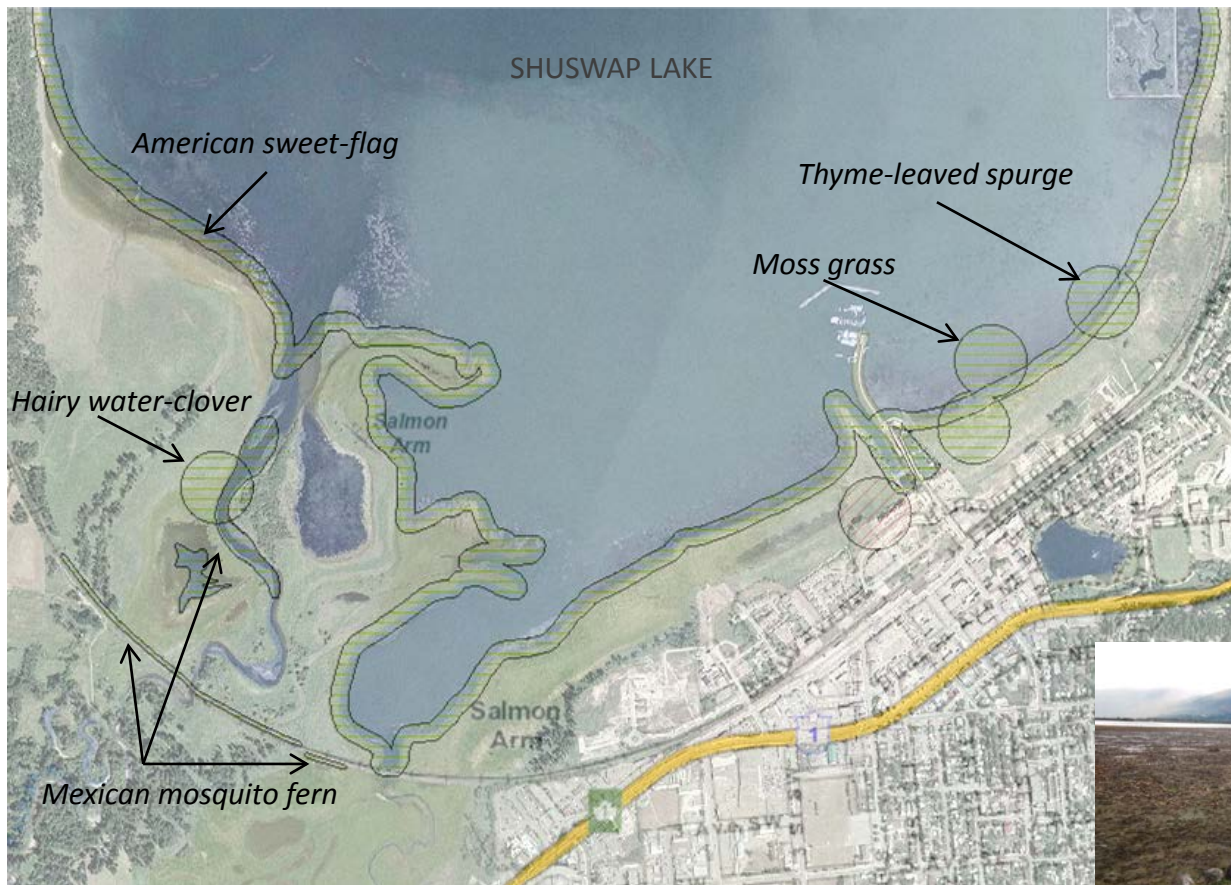 SHUSWAP LAKE
American sweet-flag
Thyme-leaved spurge
Moss grass
Hairy water-clover
Salmon
Arm
Salmon
Arm
1
Mexican mosquito fern